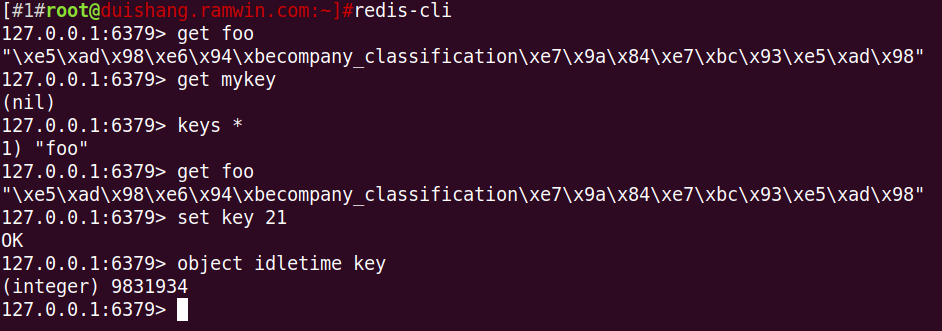 [#1#root@duishang.ramwin.com:~]#redis-cli
127.0.0.1:6379> get foo
"\xe5\xad\x98\xe6\x94\xbecompany_classification\xe7\x9a\x84\xe7\xbc\x93\xe5\xad\x98"
127.0.0.1:6379> get mykey
(nil)
127.0.0.1:6379> keys *
1) "foo"
127.0.0.1:6379> get foo
"\xe5\xad\x98\xe6\x94\xbecompany_classification\xe7\x9a\x84\xe7\xbc\x93\xe5\xad\x98"
127.0.0.1:6379> set key 21
OK
127.0.0.1:6379> object idletime key
(integer) 9831934
127.0.0.1:6379>